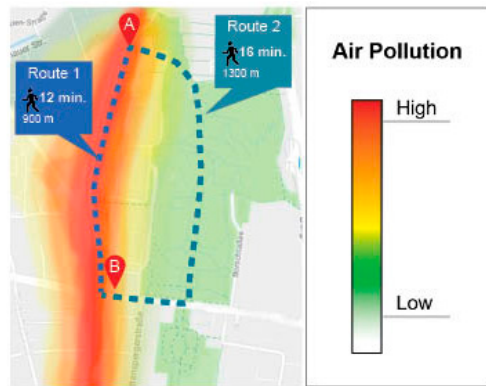 A
Route 1
12 min.
900 m
Route 2
16 min.
1300 m
B
Air Pollution
High
Low